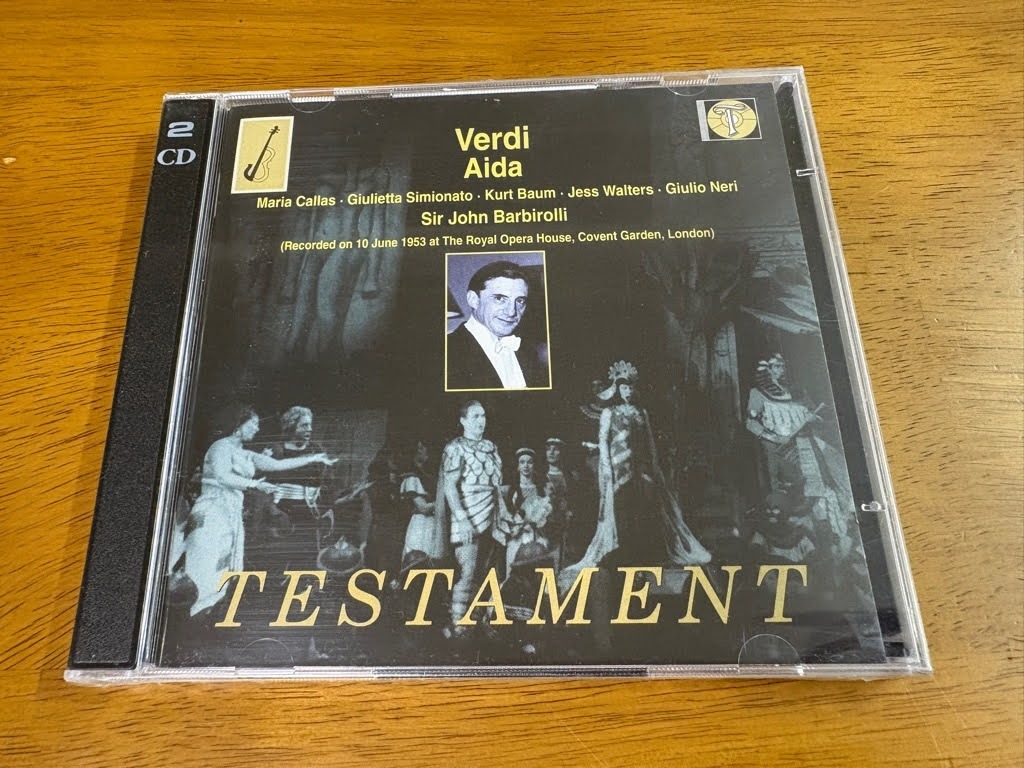 2
CD
Verdi
Aida
Maria Callas · Giulietta Simionato · Kurt Baum · Jess Walters · Giulio Neri
Sir John Barbirolli
(Recorded on 10 June 1953 at The Royal Opera House, Covent Garden, London)
TESTAMENT